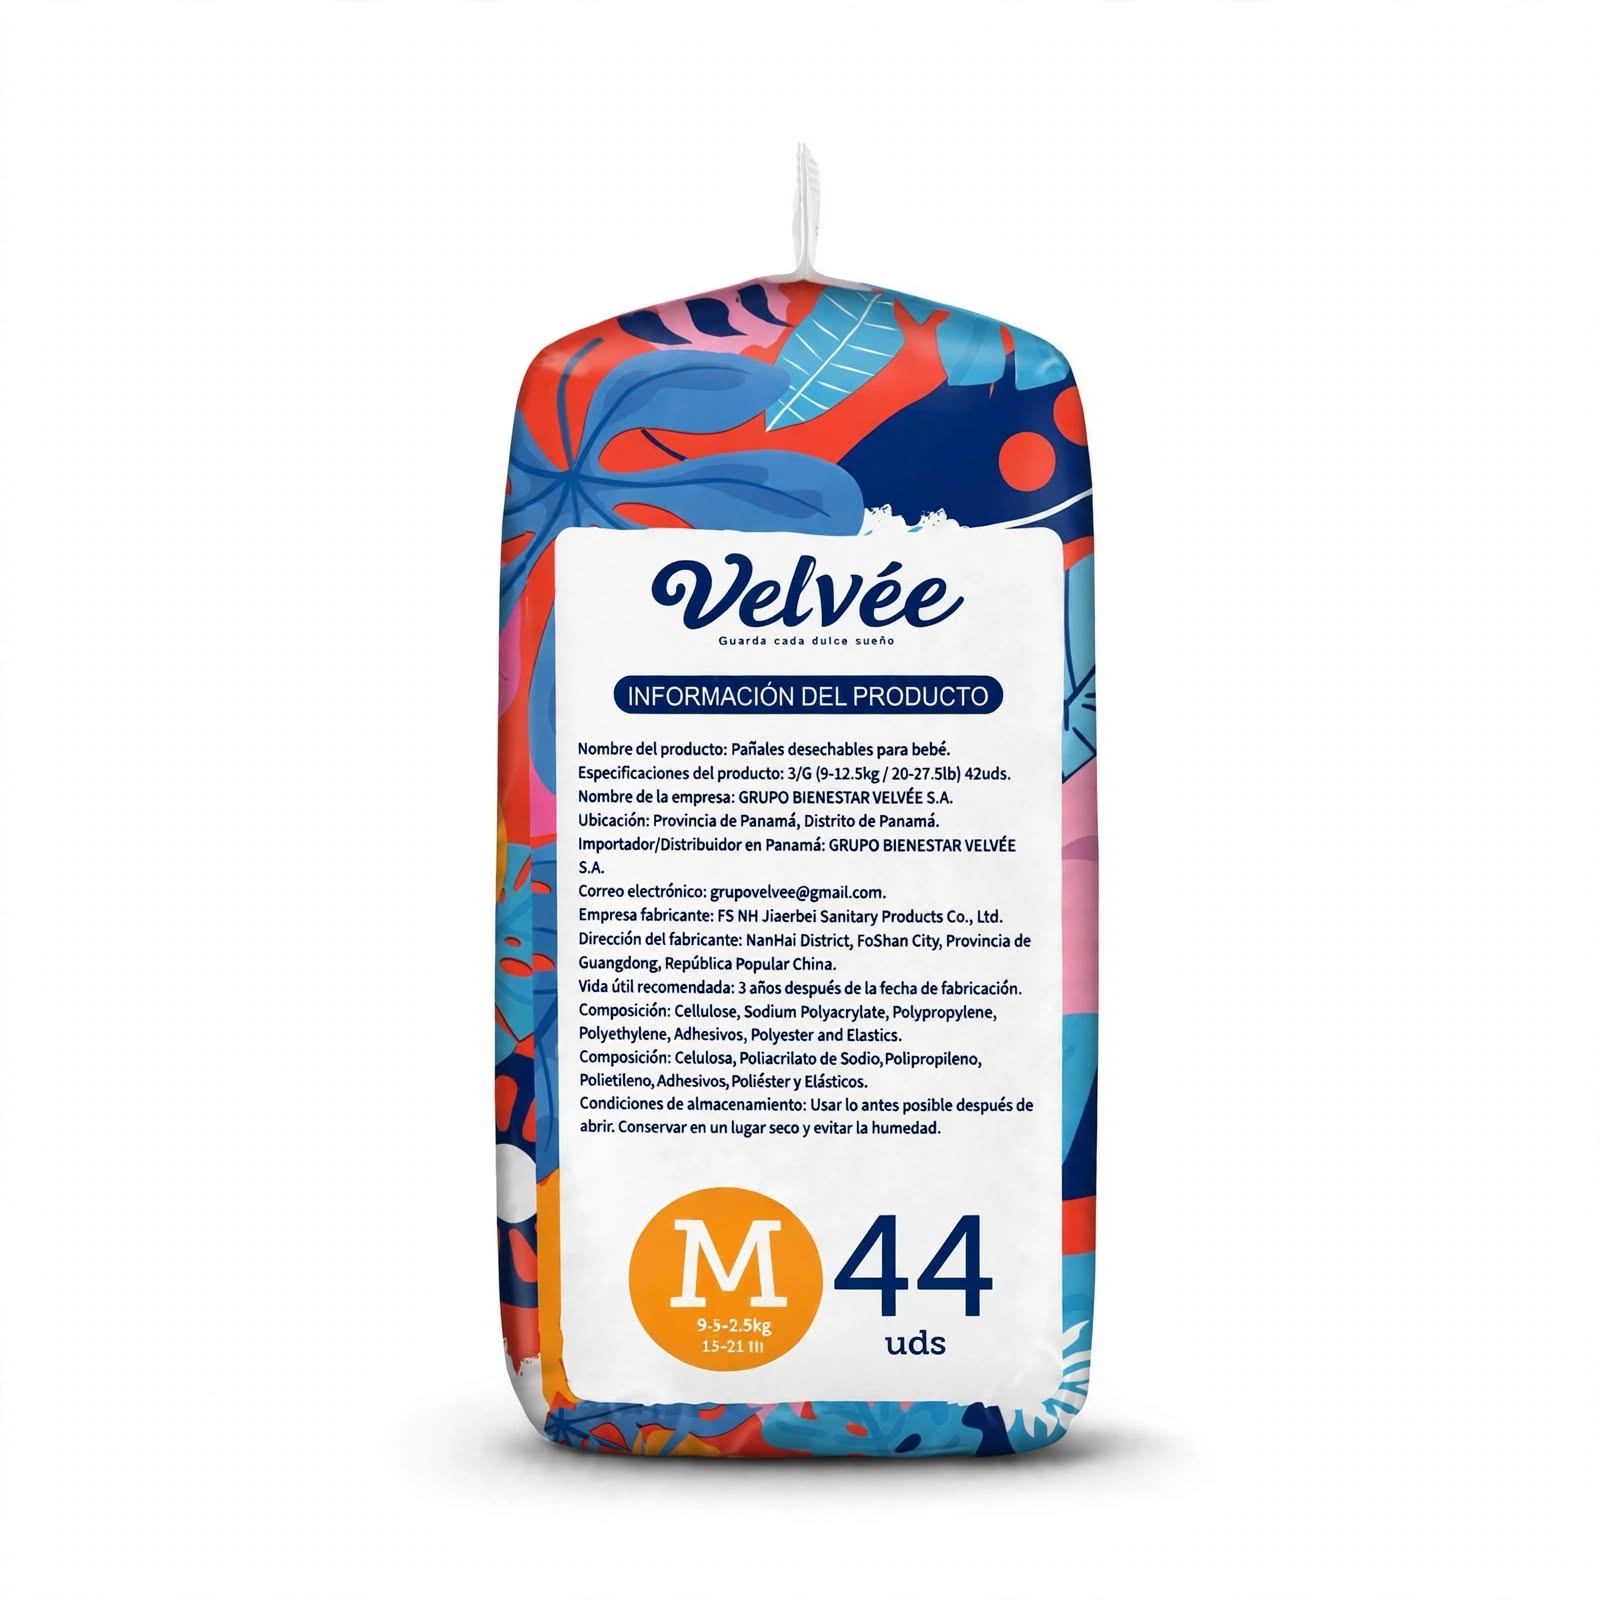 Velvée
Guarda cada dulce sueño
INFORMACIÓN DEL PRODUCTO
Nombre del producto: Pañales desechables para bebé.
Especificaciones del producto: 3/G (9-12.5kg / 20-27.5lb) 42uds.
Nombre de la empresa: GRUPO BIENESTAR VELVÉE S.A.
Ubicación: Provincia de Panamá, Distrito de Panamá.
Importador/Distribuidor en Panamá: GRUPO BIENESTAR VELVÉE
S.A.
Correo electrónico: grupovelvee@gmail.com.
Empresa fabricante: FS NH Jiaerbei Sanitary Products Co., Ltd.
Dirección del fabricante: NanHai District, FoShan City, Provincia de
Guangdong, República Popular China.
Vida útil recomendada: 3 años después de la fecha de fabricación.
Composición: Cellulose, Sodium Polyacrylate, Polypropylene,
Polyethylene, Adhesivos, Polyester and Elastics.
Composición: Celulosa, Poliacrilato de Sodio, Polipropileno,
Polietileno, Adhesivos, Poliéster y Elásticos.
Condiciones de almacenamiento: Usar lo antes posible después de
abrir. Conservar en un lugar seco y evitar la humedad.
M
9-5-2.5kg
15-21
44
uds